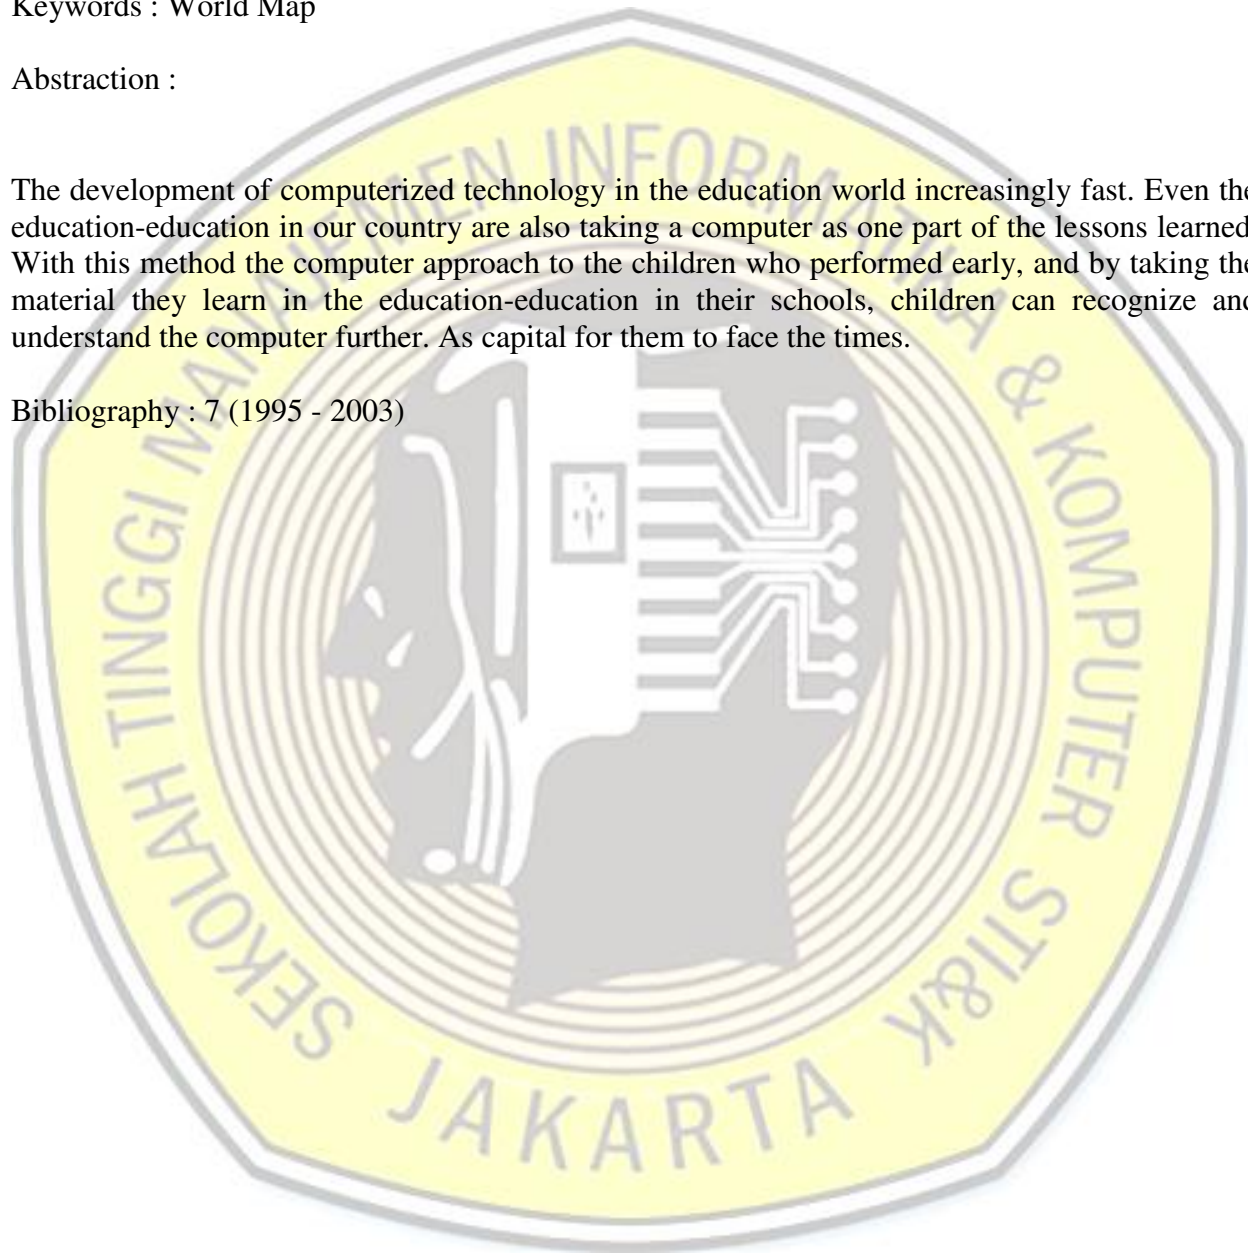 Keywords : World Map
Abstraction :
The development of computerized technology in the education world increasingly fast. Even the
education-education in our country are also taking a computer as one part of the lessons learned
With this method the computer approach to the children who performed early, and by taking the
material they learn in the education-education in their schools, children can recognize and
understand the computer further. As capital for them to face the times.
Bibliography : 7 (1995 - 2003)
SEKOLAH TINGGI MANAJEMEN INFORMATIKA & KOMPUTER STI&K
JAKARTA